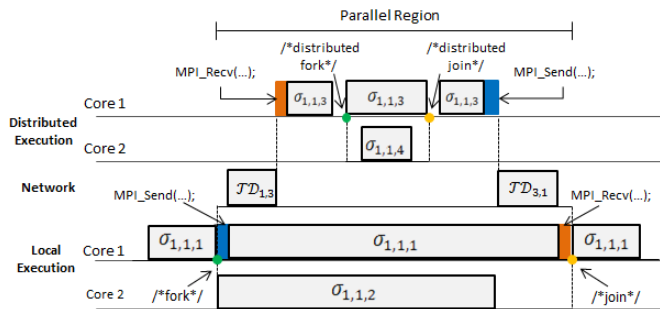 Parallel Region
/*distributed
fork*/
/*distributed
join*/
MPI_Recv(...);
MPI_Send(...);
Core 1
σ1,1,3
σ1,1,3
σ1,1,3
Distributed
Execution
Core 2
σ1,1,4
Network
𝒯𝒟1,3
𝒯𝒟3,1
MPI_Send(...);
MPI_Recv(...);
Core 1
σ1,1,1
σ1,1,1
σ1,1,1
Local
Execution
/*fork*/
/*join*/
Core 2
σ1,1,2